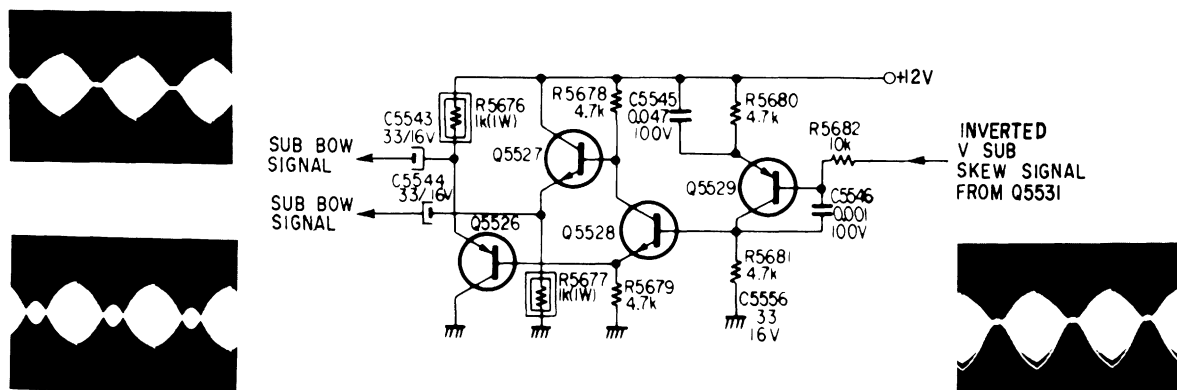 +12V
C5543
33/16V
R5676
1k(1W)
R5678
4.7k
C5545
0.047
100V
R5680
4.7k
R5682
10k
INVERTED
V SUB
SKEW SIGNAL
FROM Q5531
SUB BOW
SIGNAL
Q5527
Q5529
C5544
33/16V
C5546
0.001
100V
SUB BOW
SIGNAL
Q5526
Q5528
R5677
1k(1W)
R5679
4.7k
R5681
4.7k
C5556
33
16V